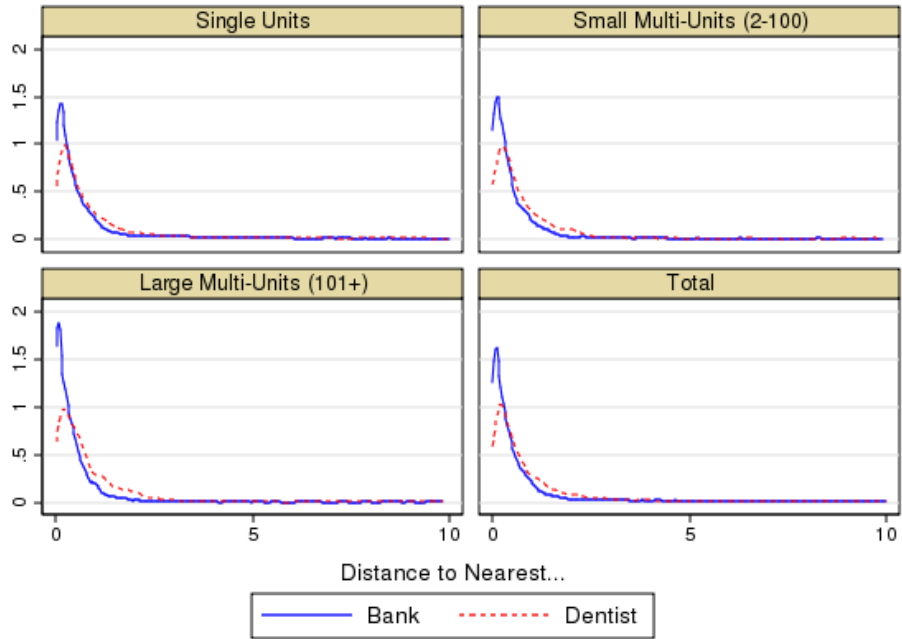 Single Units
Small Multi-Units (2-100)
2
1.5
1
.5
0
Large Multi-Units (101+)
Total
2
1.5
1
.5
0
0 5 10
0 5 10
Distance to Nearest...
Bank Dentist